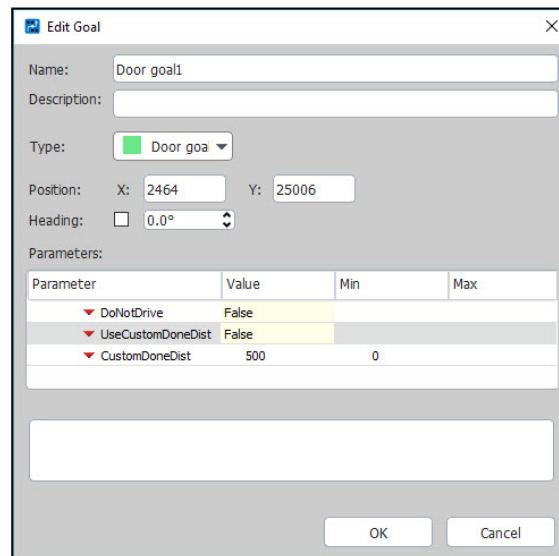 Edit Goal
Name: Door goal1
Description:
Type: Door goal
Position: X: 2464 Y: 25006
Heading: 0.0°
Parameters:
Parameter Value Min Max
DoNotDrive False
UseCustomDoneDist False
CustomDoneDist 500 0
OK Cancel